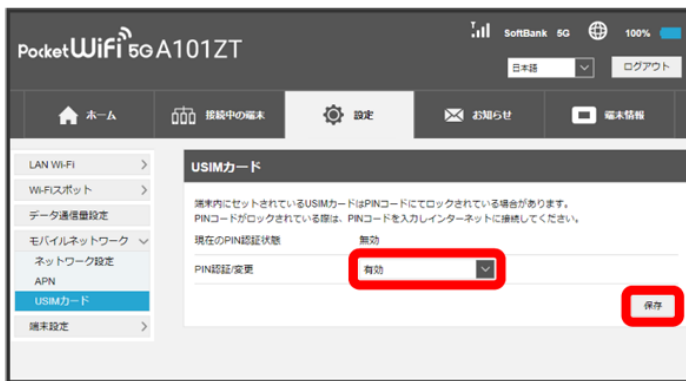 SoftBank 5G 100%
Pocket WiFi 5G A101ZT
日本語 ログアウト
ホーム 接続中の端末 設定 お知らせ 端末情報
LAN Wi-Fi
Wi-Fiスポット
データ通信量設定
モバイルネットワーク
ネットワーク設定
APN
USIMカード
端末設定
USIMカード
端末内にセットされているUSIMカードはPINコードにてロックされている場合があります。
PINコードがロックされている際は、PINコードを入力しインターネットに接続してください。
現在のPIN認証状態 無効
PIN認証/変更 有効
保存